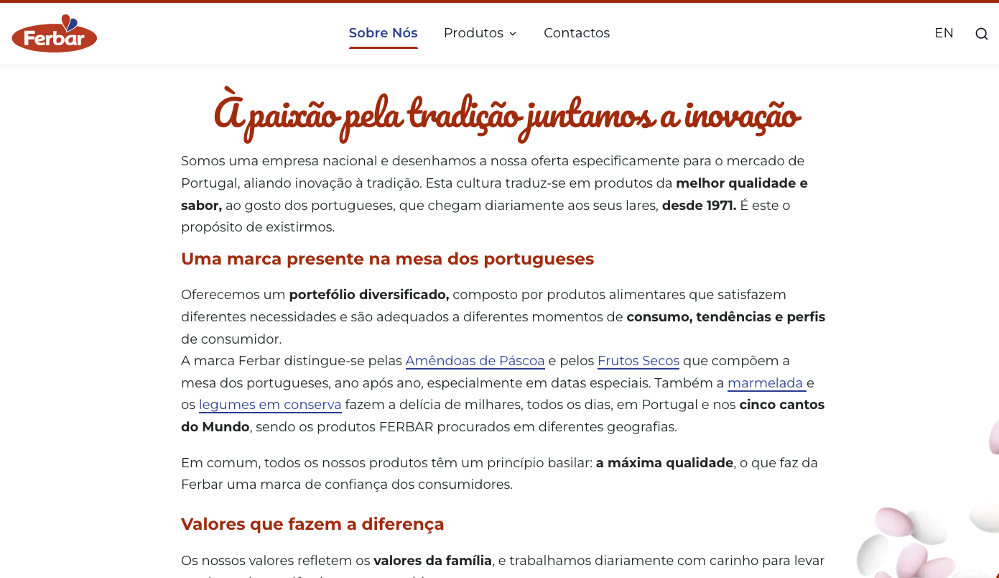 Ferbar
Sobre Nós
Produtos
Contactos
EN
À paixão pela tradição juntamos a inovação
Somos uma empresa nacional e desenhamos a nossa oferta especificamente para o mercado de
Portugal, aliando inovação à tradição. Esta cultura traduz-se em produtos da melhor qualidade e
sabor, ao gosto dos portugueses, que chegam diariamente aos seus lares, desde 1971. É este o
propósito de existirmos.
Uma marca presente na mesa dos portugueses
Oferecemos um portefólio diversificado, composto por produtos alimentares que satisfazem
diferentes necessidades e são adequados a diferentes momentos de consumo, tendências e perfis
de consumidor.
A marca Ferbar distingue-se pelas Amêndoas de Páscoa e pelos Frutos Secos que compõem a
mesa dos portugueses, ano após ano, especialmente em datas especiais. Também a marmelada e
os legumes em conserva fazem a delícia de milhares, todos os dias, em Portugal e nos cinco cantos
do Mundo, sendo os produtos FERBAR procurados em diferentes geografias.
Em comum, todos os nossos produtos têm um princípio basilar: a máxima qualidade, o que faz da
Ferbar uma marca de confiança dos consumidores.
Valores que fazem a diferença
Os nossos valores refletem os valores da família, e trabalhamos diariamente com carinho para levar